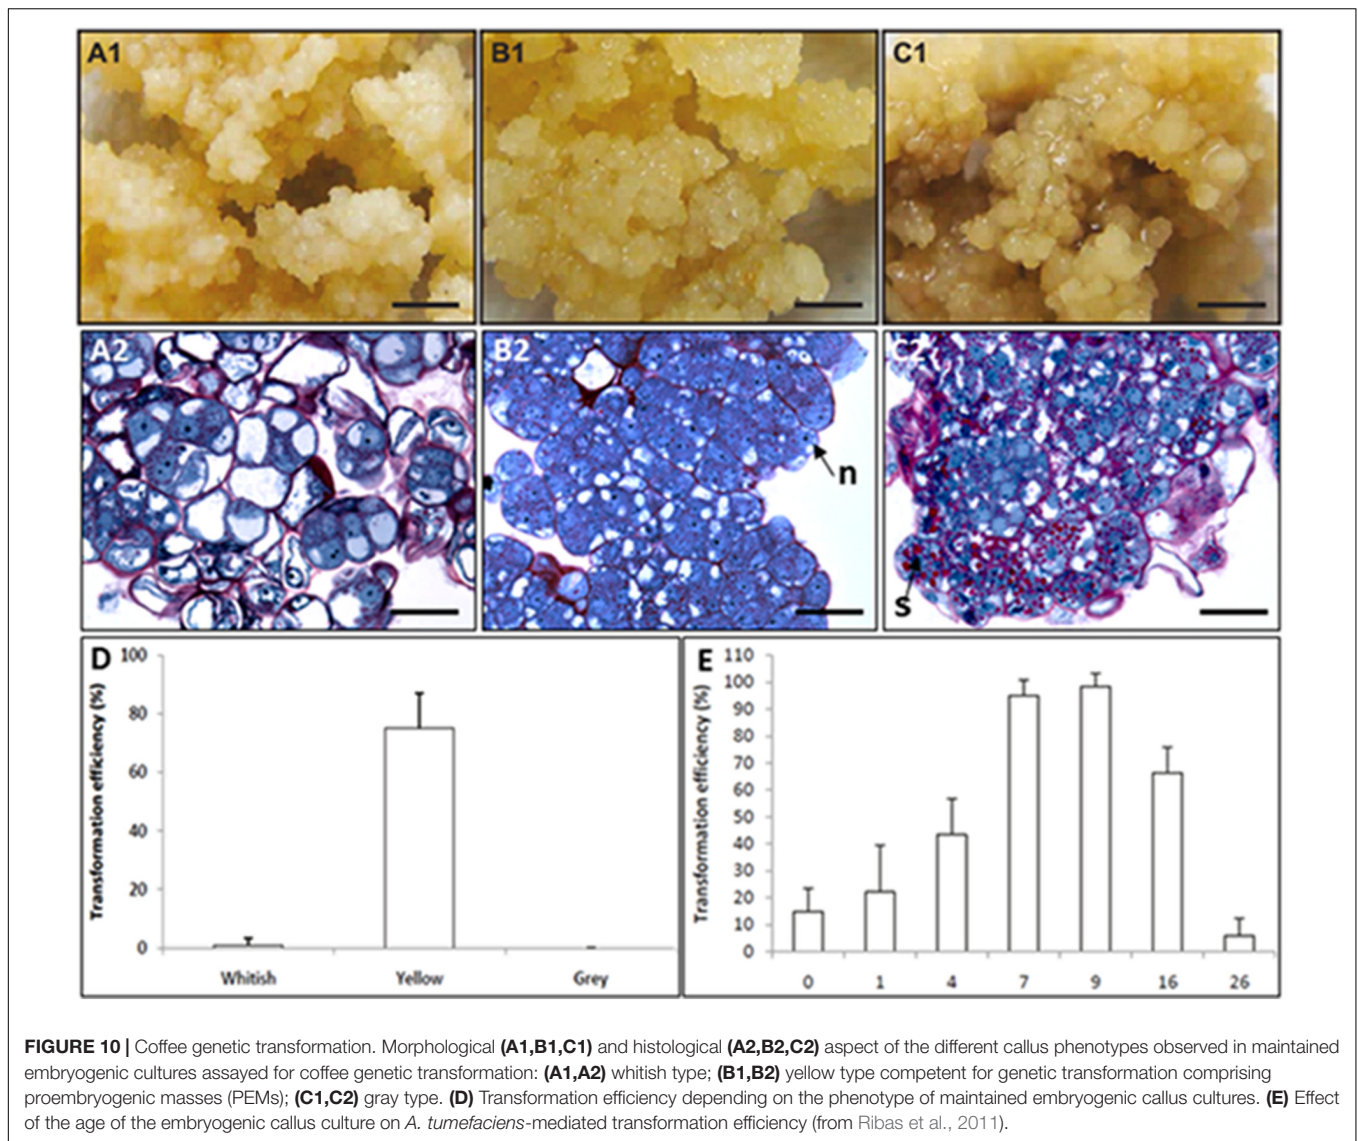 A1
B1
C1
A2
B2
n
C2
s
D
Transformation efficiency (%)
100
80
60
40
20
0
Whitish
Yellow
Grey
E
Transformation efficiency (%)
110
100
90
80
70
60
50
40
30
20
10
0
0
1
4
7
9
16
26
FIGURE 10 | Coffee genetic transformation. Morphological (A1,B1,C1) and histological (A2,B2,C2) aspect of the different callus phenotypes observed in maintained
embryogenic cultures assayed for coffee genetic transformation: (A1,A2) whitish type; (B1,B2) yellow type competent for genetic transformation comprising
proembryogenic masses (PEMs); (C1,C2) gray type. (D) Transformation efficiency depending on the phenotype of maintained embryogenic callus cultures. (E) Effect
of the age of the embryogenic callus culture on A. tumefaciens-mediated transformation efficiency (from Ribas et al., 2011).